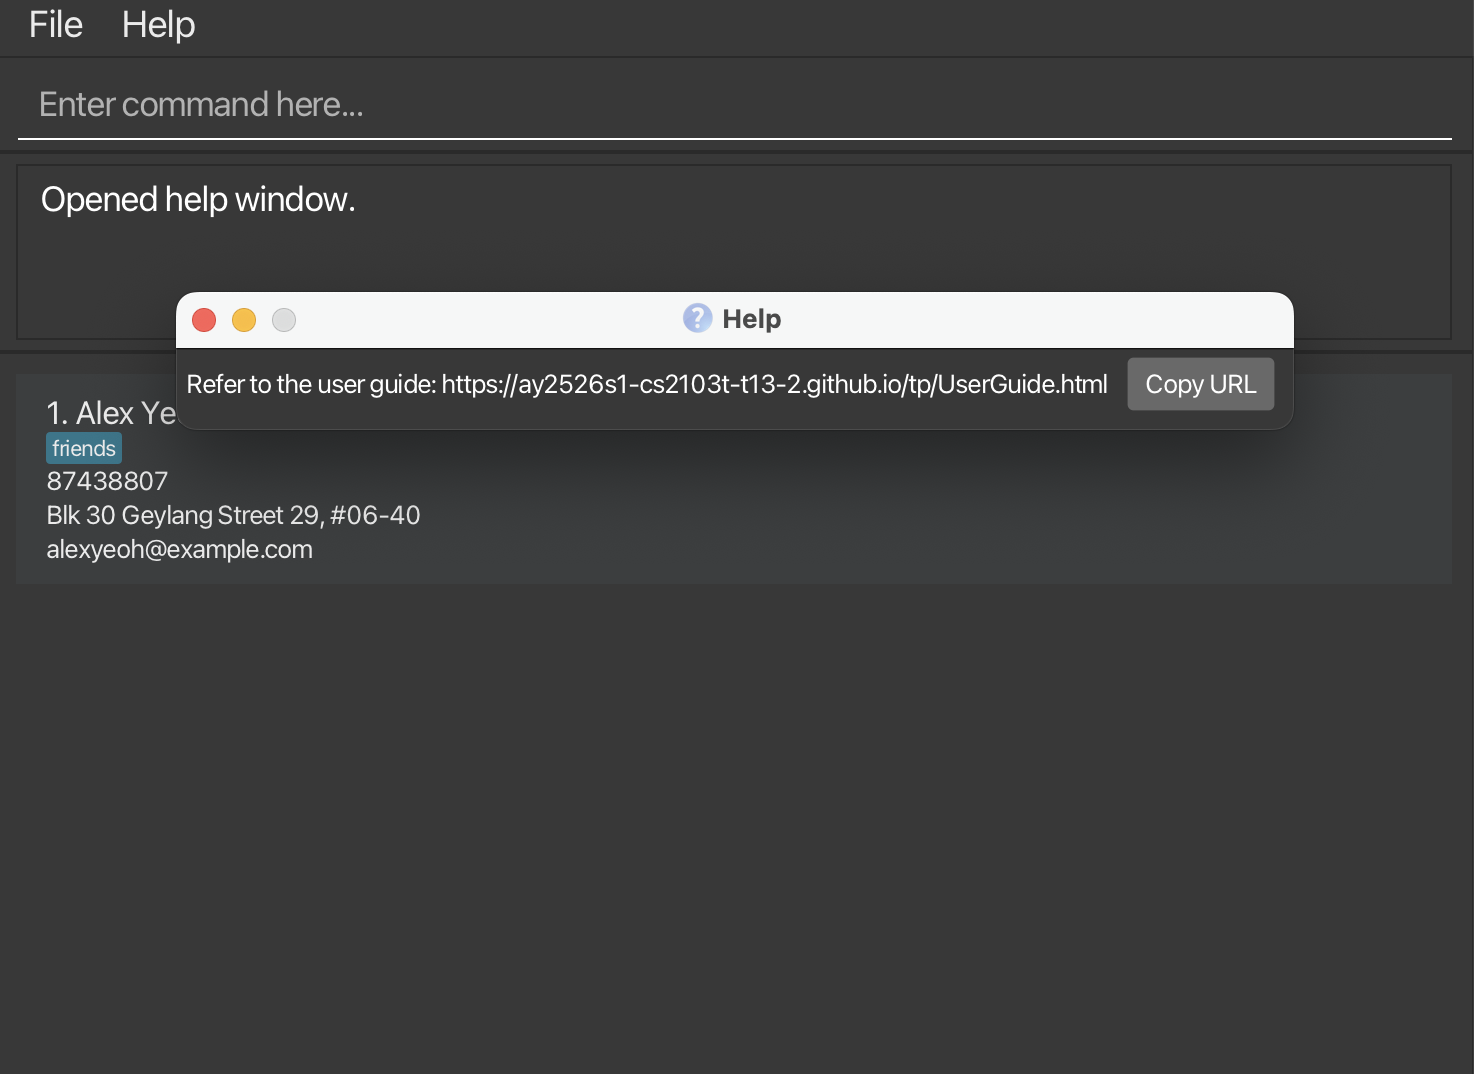 File Help
Enter command here...
Opened help window.
Help
Refer to the user guide: https://ay2526s1-cs2103t-t13-2.github.io/tp/UserGuide.html Copy URL
1. Alex Ye
friends
87438807
Blk 30 Geylang Street 29, #06-40
alexyeoh@example.com